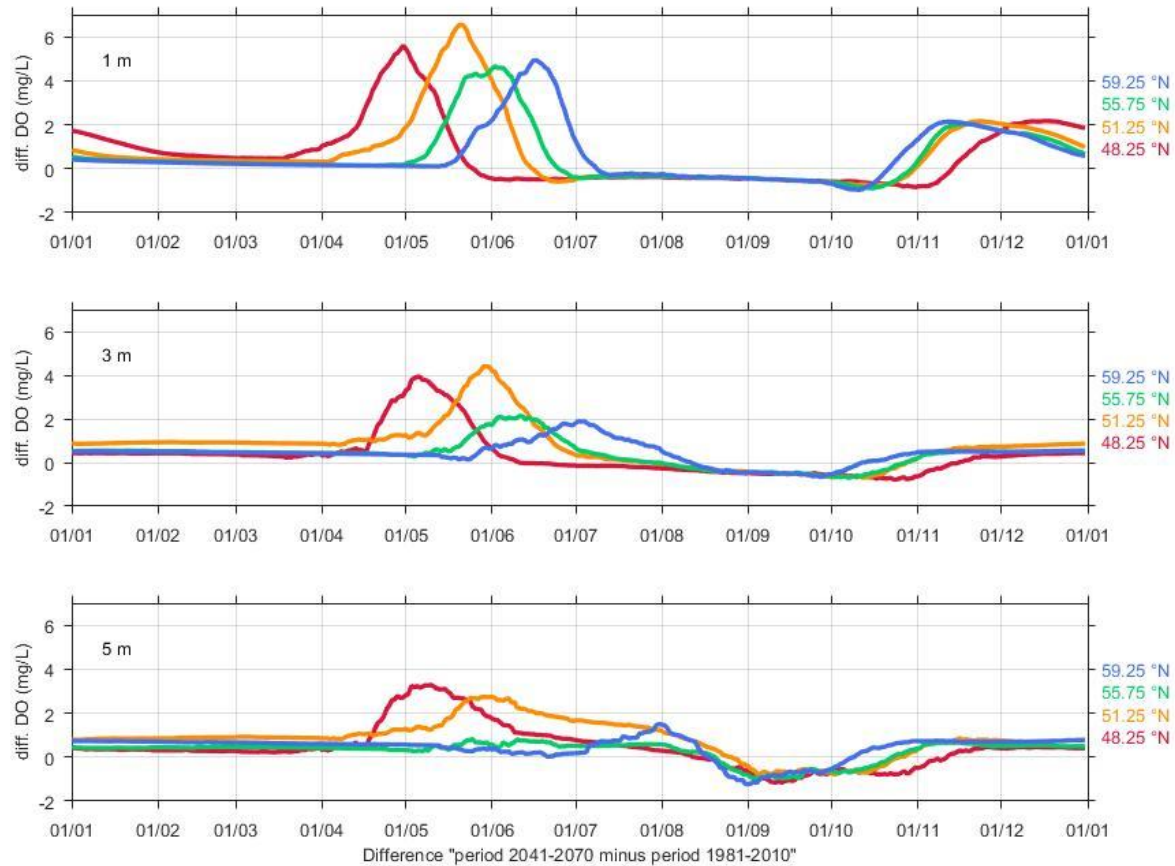 diff. DO (mg/L)
6
4
2
0
-2
1 m
59.25 °N
55.75 °N
51.25 °N
48.25 °N
01/01 01/02 01/03 01/04 01/05 01/06 01/07 01/08 01/09 01/10 01/11 01/12 01/01
diff. DO (mg/L)
6
4
2
0
-2
3 m
59.25 °N
55.75 °N
51.25 °N
48.25 °N
01/01 01/02 01/03 01/04 01/05 01/06 01/07 01/08 01/09 01/10 01/11 01/12 01/01
diff. DO (mg/L)
6
4
2
0
-2
5 m
59.25 °N
55.75 °N
51.25 °N
48.25 °N
01/01 01/02 01/03 01/04 01/05 01/06 01/07 01/08 01/09 01/10 01/11 01/12 01/01
Difference "period 2041-2070 minus period 1981-2010"